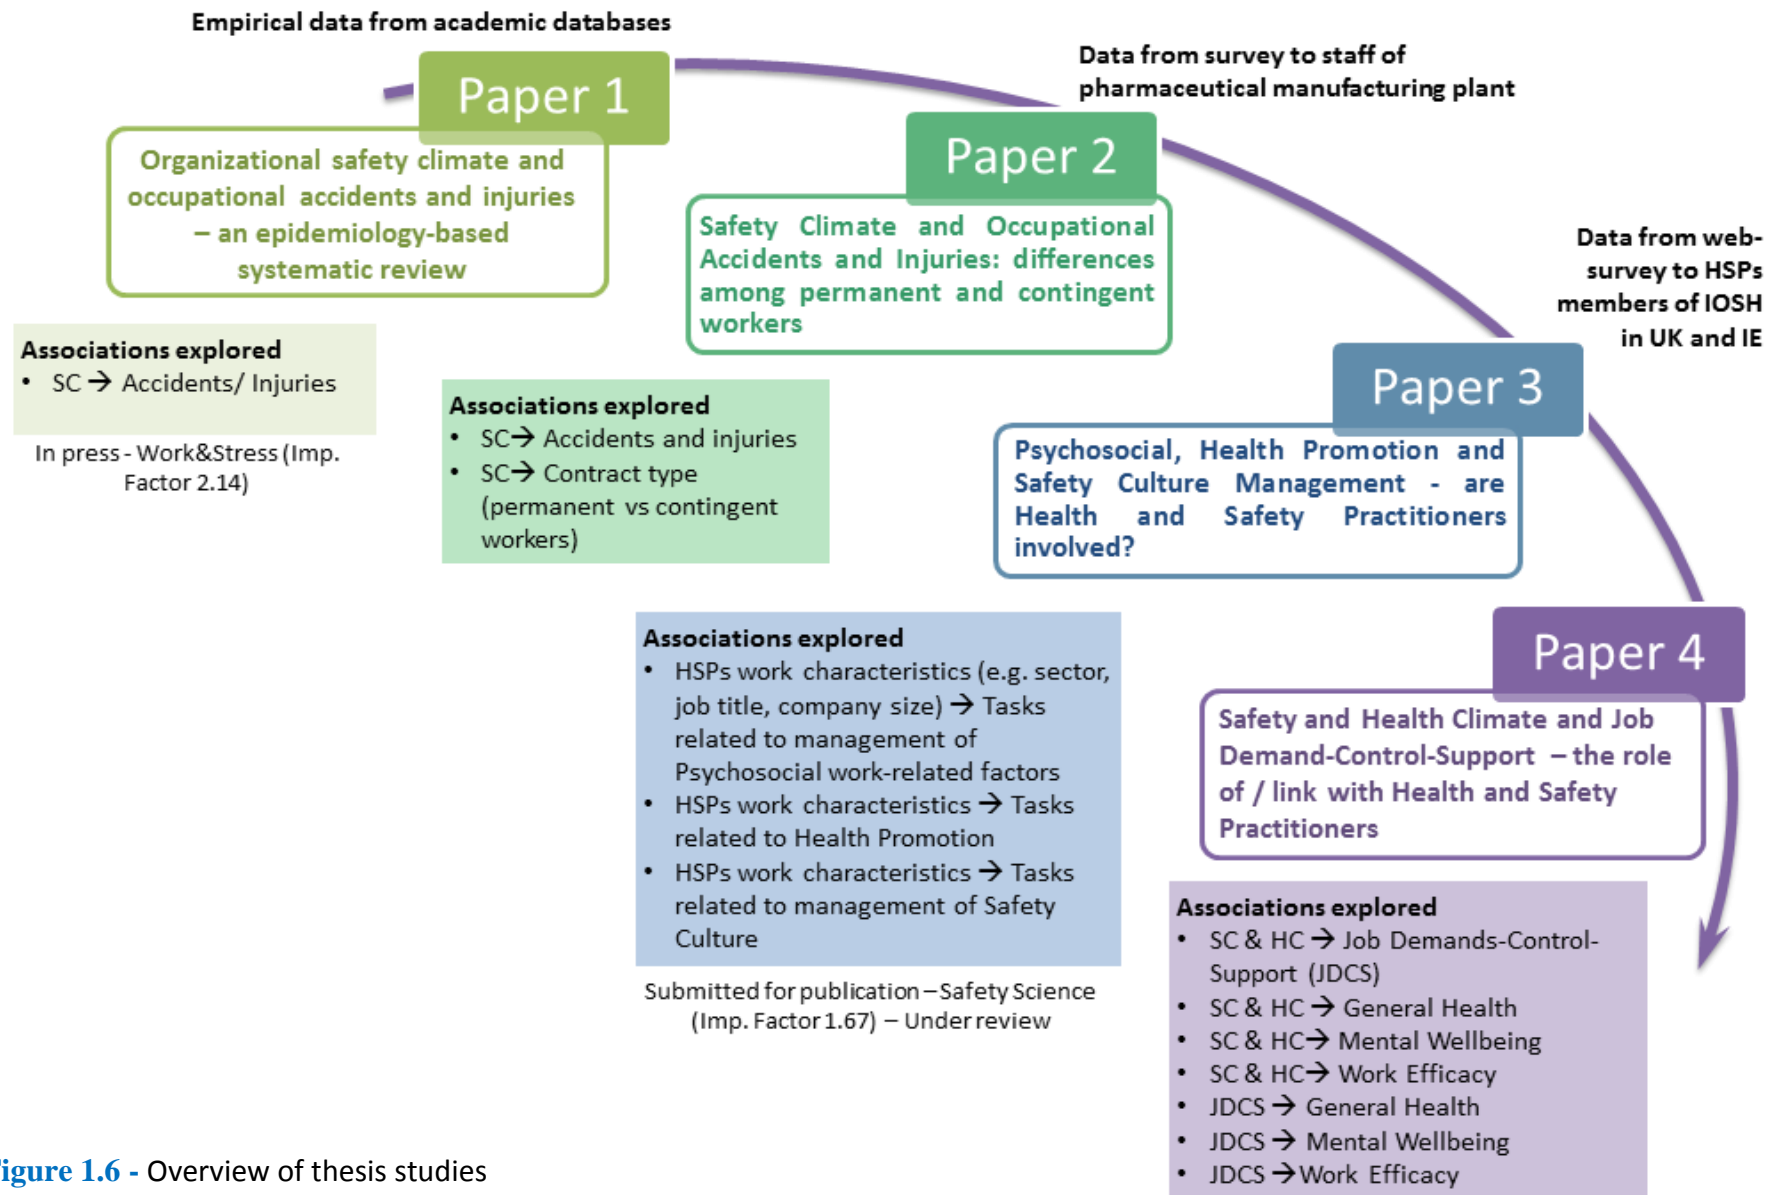 Empirical data from academic databases
Paper 1
Organizational safety climate and
occupational accidents and injuries
– an epidemiology-based
systematic review
Associations explored
• SC → Accidents/ Injuries
In press - Work&Stress (Imp.
Factor 2.14)
Data from survey to staff of
pharmaceutical manufacturing plant
Paper 2
Safety Climate and Occupational
Accidents and Injuries: differences
among permanent and contingent
workers
Associations explored
• SC→ Accidents and injuries
• SC→ Contract type
(permanent vs contingent
workers)
Data from web-
survey to HSPs
members of IOSH
in UK and IE
Paper 3
Psychosocial, Health Promotion and
Safety Culture Management - are
Health and Safety Practitioners
involved?
Associations explored
• HSPs work characteristics (e.g. sector,
job title, company size) → Tasks
related to management of
Psychosocial work-related factors
• HSPs work characteristics → Tasks
related to Health Promotion
• HSPs work characteristics → Tasks
related to management of Safety
Culture
Submitted for publication – Safety Science
(Imp. Factor 1.67) – Under review
Paper 4
Safety and Health Climate and Job
Demand-Control-Support – the role
of / link with Health and Safety
Practitioners
Associations explored
• SC & HC → Job Demands-Control-
Support (JDCS)
• SC & HC → General Health
• SC & HC→ Mental Wellbeing
• SC & HC→ Work Efficacy
• JDCS → General Health
• JDCS → Mental Wellbeing
• JDCS →Work Efficacy
igure 1.6 - Overview of thesis studies